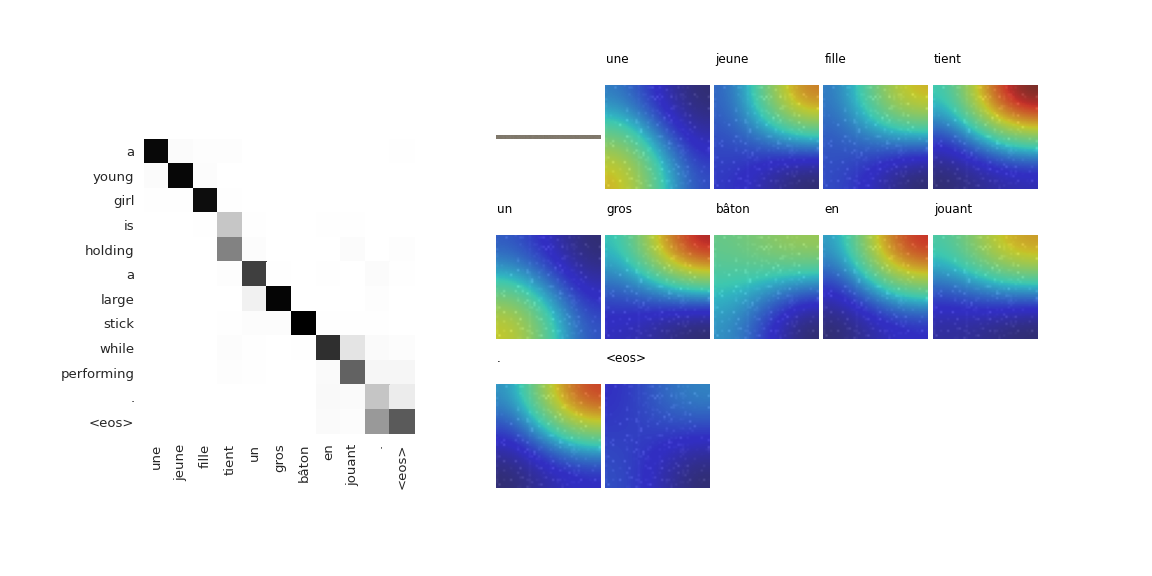 a
young
girl
is
holding
a
large
stick
while
performing
.
<eos>
une
jeune
fille
tient
un
gros
bâton
en
jouant
.
<eos>
une jeune fille tient
un gros bâton en jouant
. <eos>